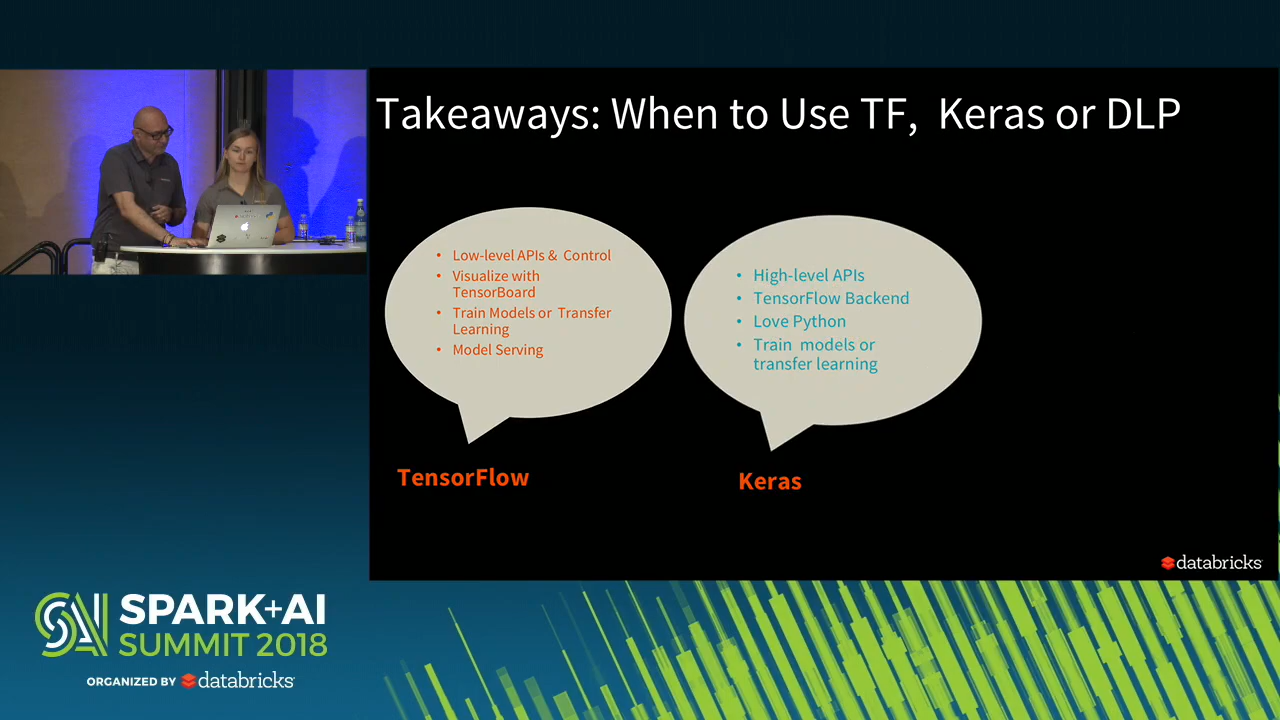 Takeaways: When to Use TF, Keras or DLP
• Low-level APIs & Control
• Visualize with
TensorBoard
• Train Models or Transfer
Learning
• Model Serving
• High-level APIs
• TensorFlow Backend
• Love Python
• Train models or
transfer learning
TensorFlow
Keras
databricks
SPARK+AI
SUMMIT 2018
ORGANIZED BY databricks